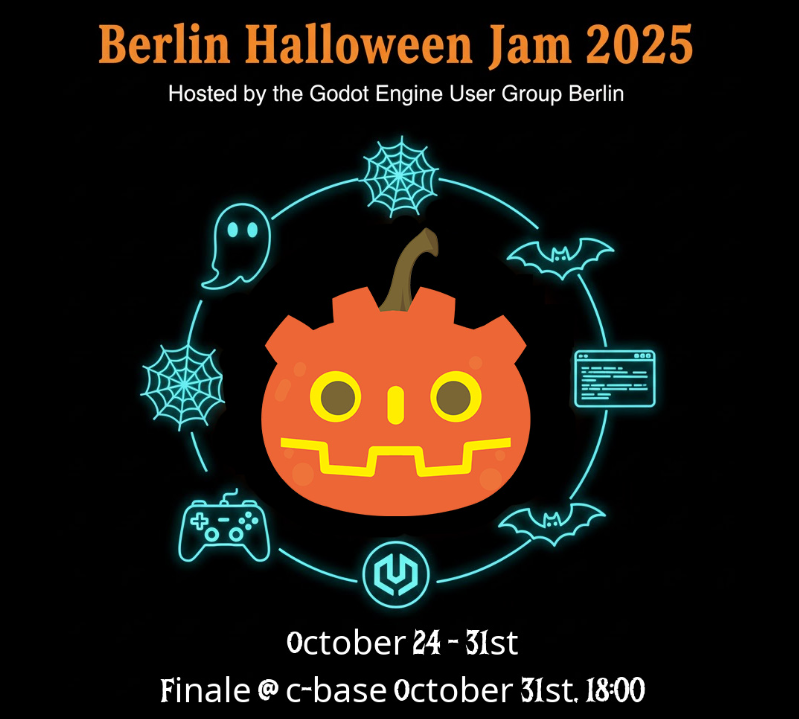 Berlin Halloween Jam 2025
Hosted by the Godot Engine User Group Berlin
October 24 - 31st
Finale @ c-base October 31st, 18:00